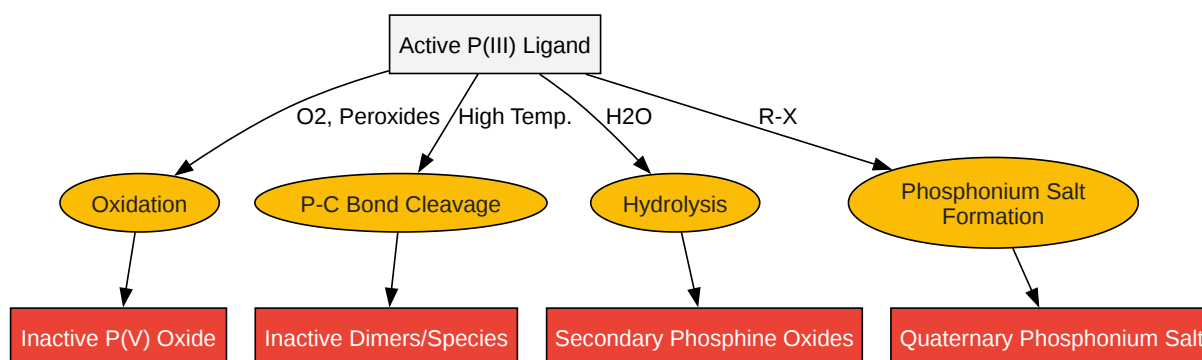 Active P(III) Ligand
O2, Peroxides
High Temp.
H2O
R-X
Oxidation
P-C Bond Cleavage
Hydrolysis
Phosphonium Salt
Formation
Inactive P(V) Oxide
Inactive Dimers/Species
Secondary Phosphine Oxides
Quaternary Phosphonium Salt